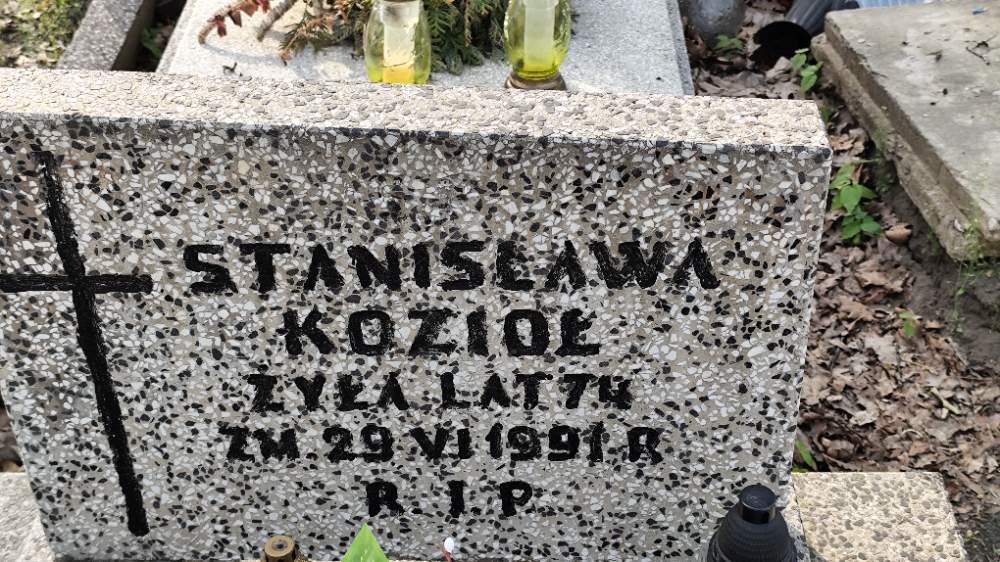 STANISŁAWA
KOZIOŁ
ŻYŁA LAT 74
ZM. 29 VI 1991 R
R I P